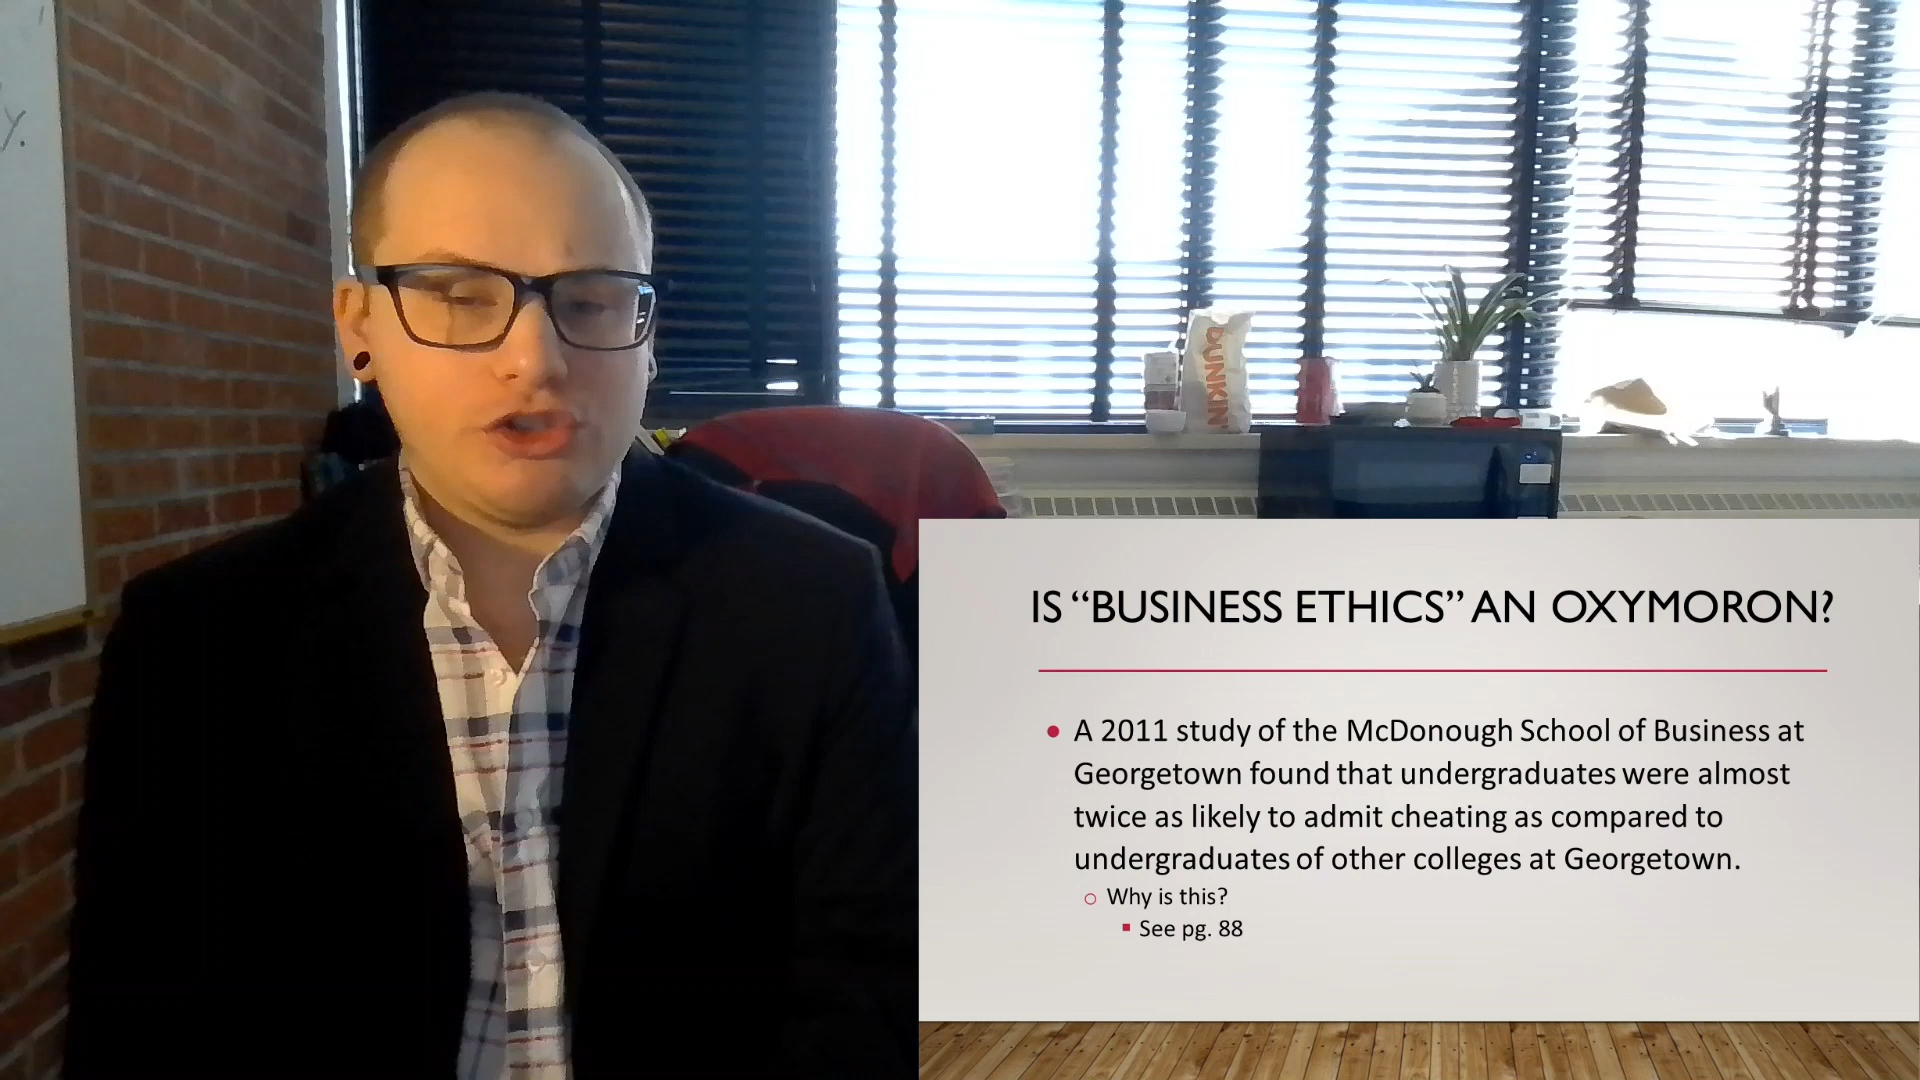 Y.
DUNKIN'
IS “BUSINESS ETHICS” AN OXYMORON?
• A 2011 study of the McDonough School of Business at
Georgetown found that undergraduates were almost
twice as likely to admit cheating as compared to
undergraduates of other colleges at Georgetown.
○ Why is this?
▪ See pg. 88